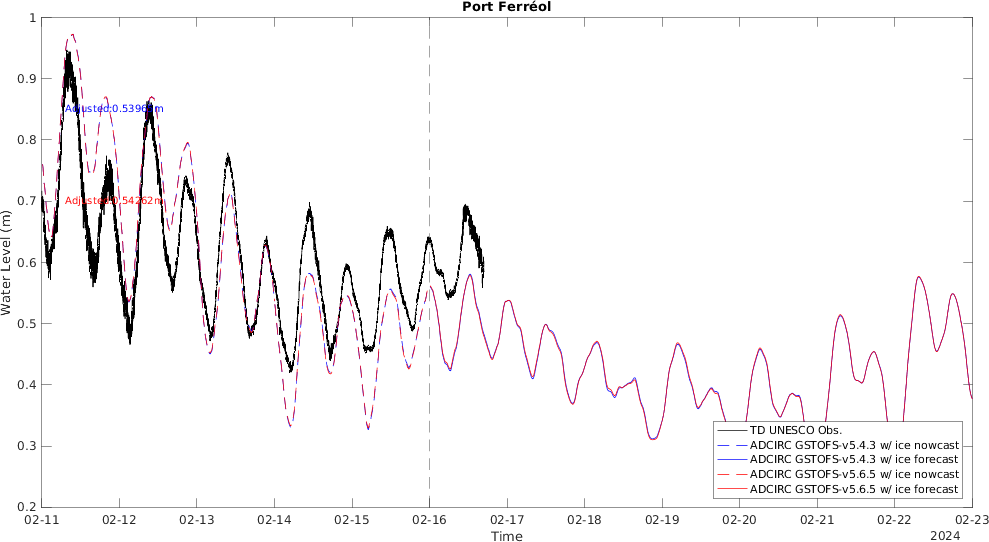 Port Ferréol
Water Level (m)
1
0.9
0.8
0.7
0.6
0.5
0.4
0.3
0.2
Adjusted:
Adjusted:0.54262m
TD UNESCO Obs.
ADCIRC GSTOFS-v5.4.3 w/ ice nowcast
ADCIRC GSTOFS-v5.4.3 w/ ice forecast
ADCIRC GSTOFS-v5.6.5 w/ ice nowcast
ADCIRC GSTOFS-v5.6.5 w/ ice forecast
02-11 02-12 02-13 02-14 02-15 02-16 02-17 02-18 02-19 02-20 02-21 02-22 02-23
Time
2024